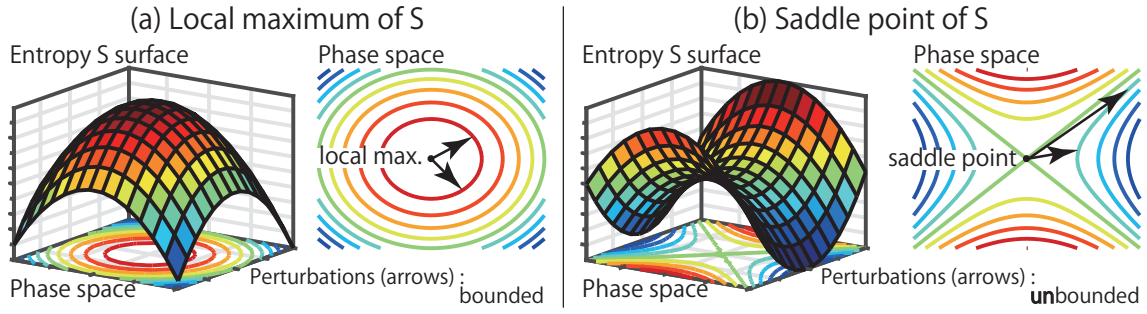 (a) Local maximum of S
Entropy S surface
Phase space
local max.
Phase space
Perturbations (arrows) :
bounded
(b) Saddle point of S
Entropy S surface
Phase space
saddle point
Phase space
Perturbations (arrows) :
unbounded